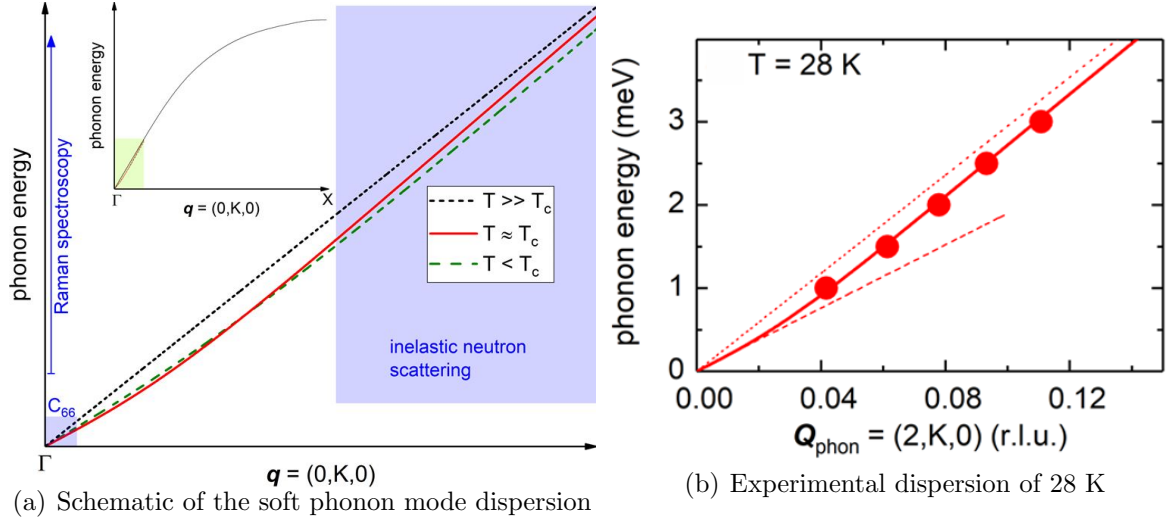 phonon energy
Raman spectroscopy
C66
Γ
q = (0,K,0)
phonon energy
Γ
X
q = (0,K,0)
T >> Tc
T ≈ Tc
T < Tc
inelastic neutron
scattering
(a) Schematic of the soft phonon mode dispersion
T = 28 K
phonon energy (meV)
3
2
1
0
0.00 0.04 0.08 0.12
Qphon = (2,K,0) (r.l.u.)
(b) Experimental dispersion of 28 K